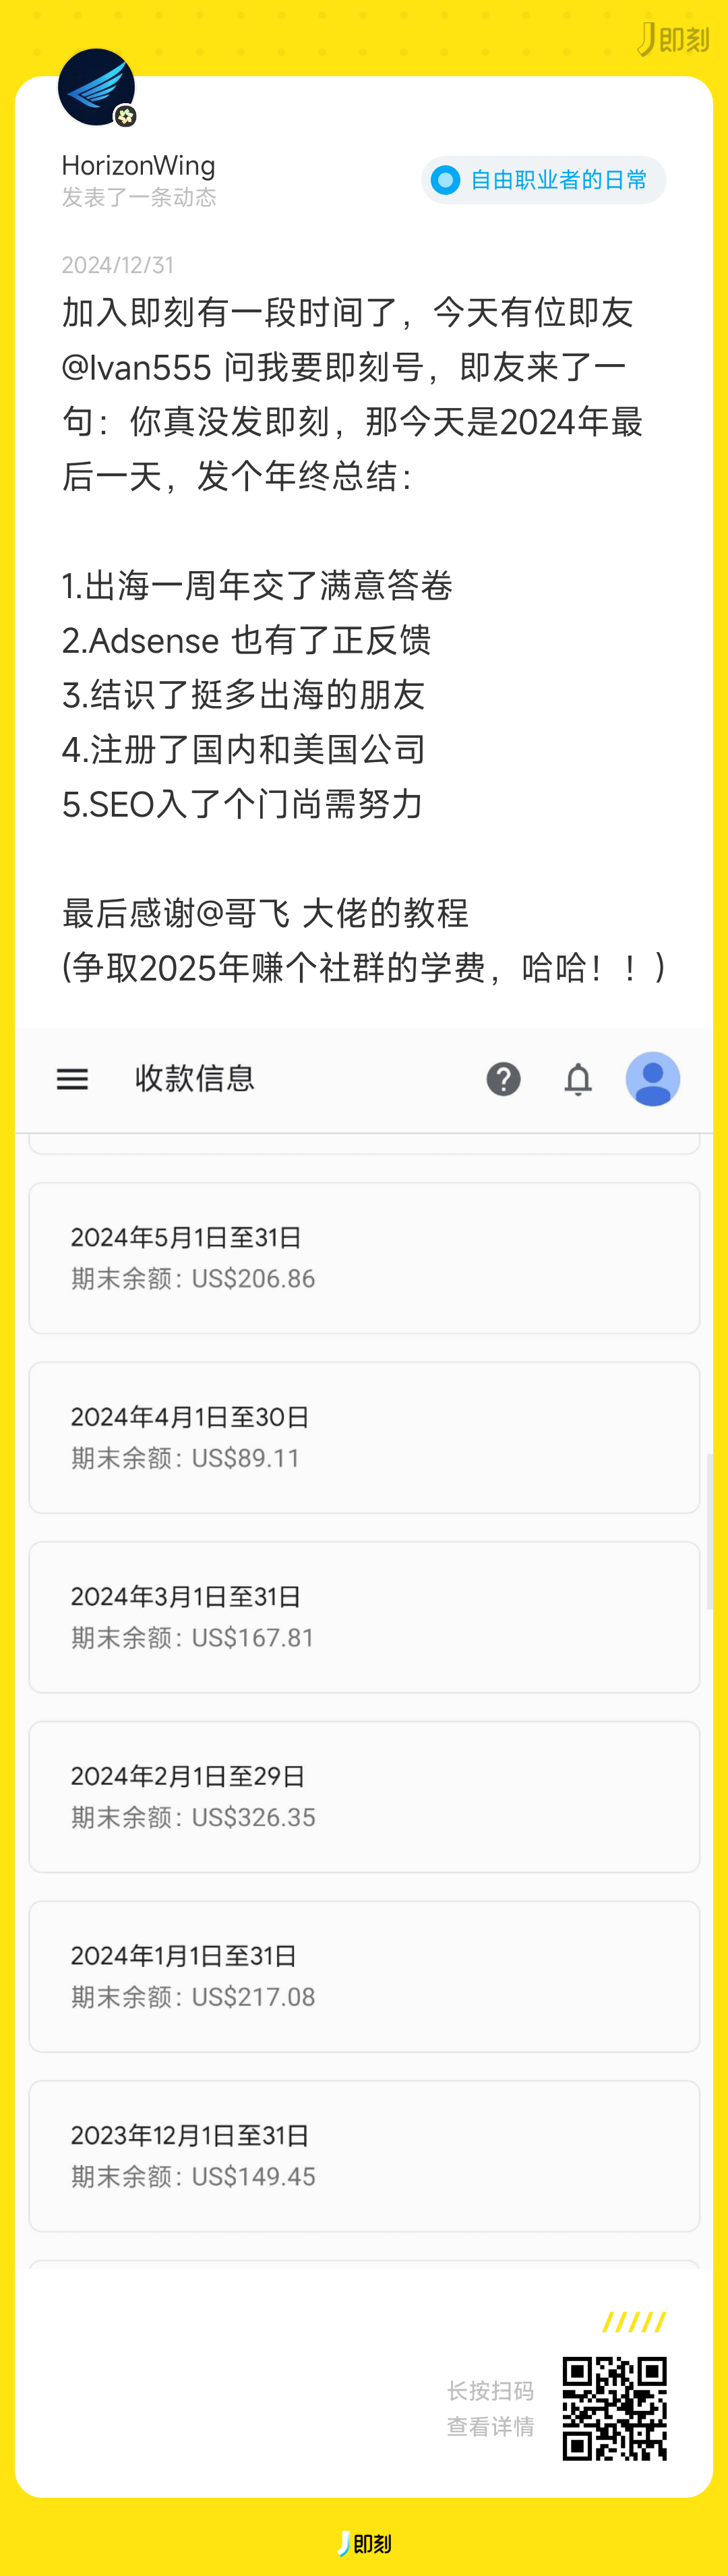 即刻
HorizonWing
发表了一条动态
自由职业者的日常
2024/12/31
加入即刻有一段时间了，今天有位即友
@Ivan555 问我要即刻号，即友来了一
句：你真没发即刻，那今天是2024年最
后一天，发个年终总结：
1.出海一周年交了满意答卷
2.Adsense 也有了正反馈
3.结识了挺多出海的朋友
4.注册了国内和美国公司
5.SEO入了个门尚需努力
最后感谢@哥飞 大佬的教程
(争取2025年赚个社群的学费，哈哈！！)
收款信息
2024年5月1日至31日
期末余额：US$206.86
2024年4月1日至30日
期末余额：US$89.11
2024年3月1日至31日
期末余额：US$167.81
2024年2月1日至29日
期末余额：US$326.35
2024年1月1日至31日
期末余额：US$217.08
2023年12月1日至31日
期末余额：US$149.45
长按扫码
查看详情
即刻